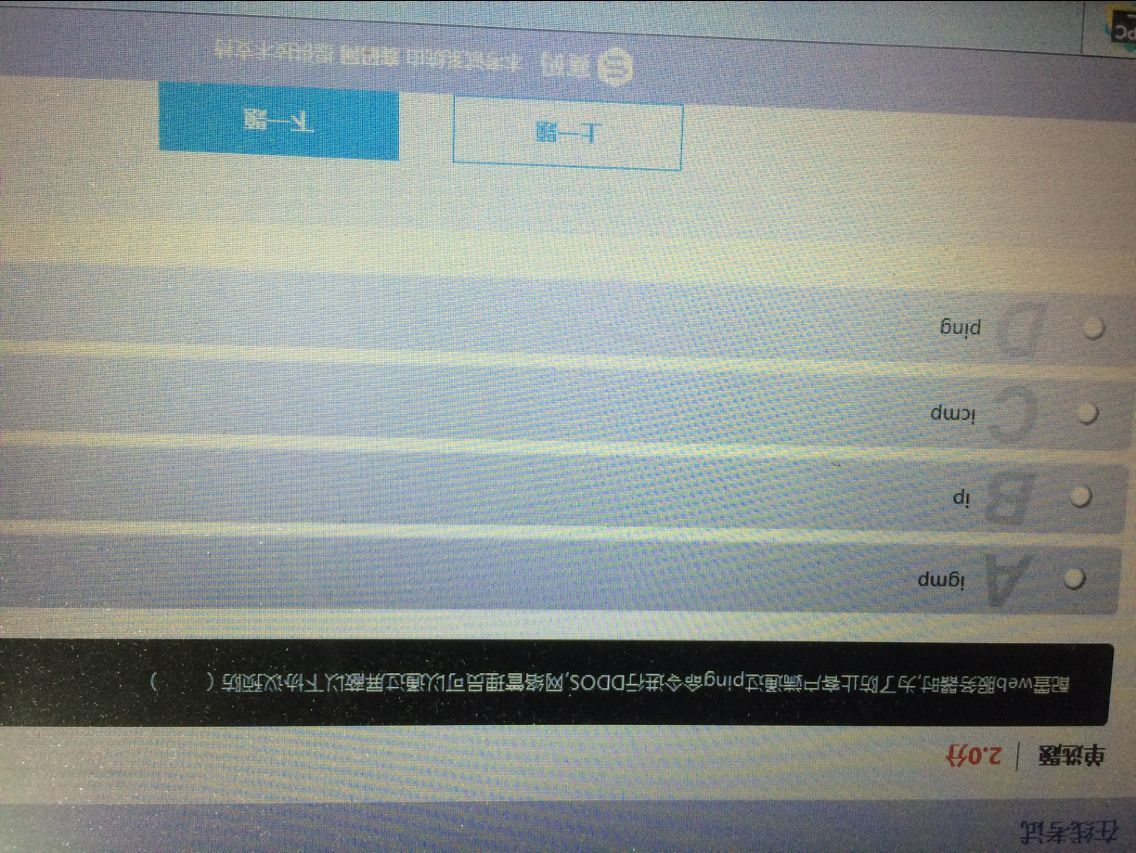 在线考试
单选题 | 2.0分
配置web服务器时,为了防止客户端通过ping命令进行DDOS,网络管理员可以通过屏蔽以下协议预防（ ）
A igmp
B ip
C icmp
D ping
上一题 下一题
本考试系统由 提供技术支持
PC